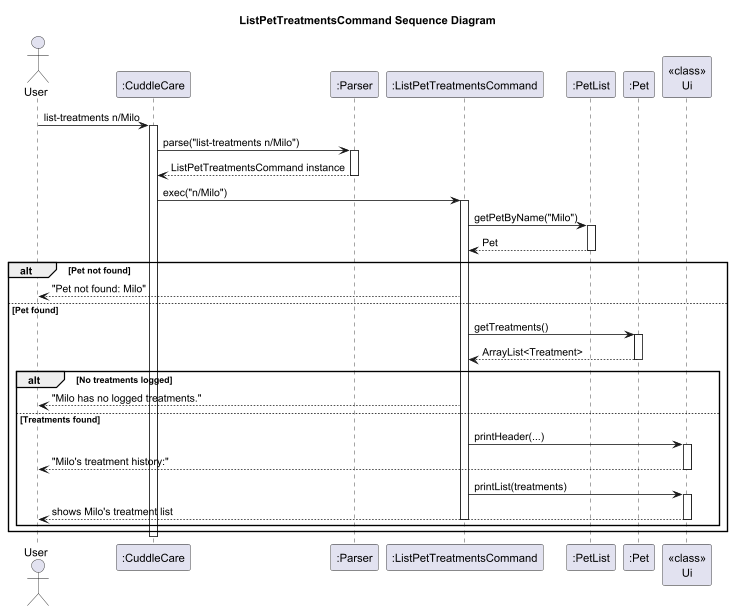 ListPetTreatmentsCommand Sequence Diagram
User
:CuddleCare
:Parser
:ListPetTreatmentsCommand
:PetList
:Pet
«class»
Ui
list-treatments n/Milo
parse("list-treatments n/Milo")
ListPetTreatmentsCommand instance
exec("n/Milo")
getPetByName("Milo")
Pet
alt
[Pet not found]
"Pet not found: Milo"
[Pet found]
getTreatments()
ArrayList<Treatment>
alt
[No treatments logged]
"Milo has no logged treatments."
[Treatments found]
printHeader(...)
"Milo's treatment history:"
printList(treatments)
shows Milo's treatment list
User
:CuddleCare
:Parser
:ListPetTreatmentsCommand
:PetList
:Pet
«class»
Ui